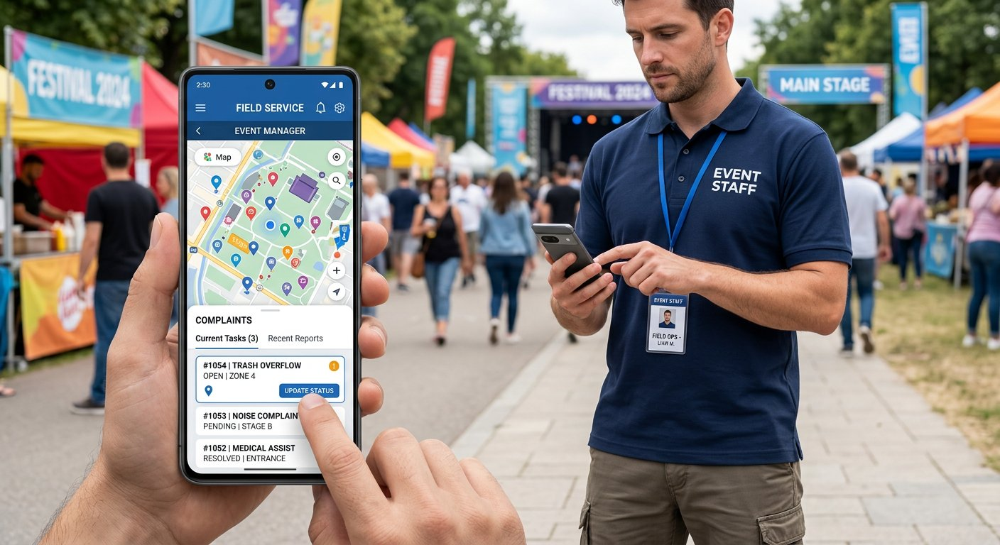 FESTIVAL 2024
2:30
FIELD SERVICE
EVENT MANAGER
Map
COMPLAINTS
Current Tasks (3) Recent Reports
#1054 | TRASH OVERFLOW
OPEN | ZONE 4
UPDATE STATUS
#1053 | NOISE COMPLAIN
PENDING | STAGE B
#1052 | MEDICAL ASSIST
RESOLVED | ENTRANCE
FESTIVAL 2024
MAIN STAGE
EVENT
STAFF
EVENT STAFF
FIELD OPS -
LIAM M.